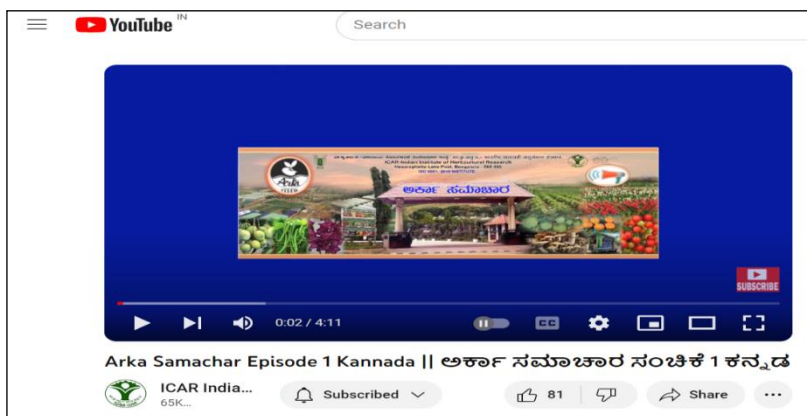 YouTube IN
Search
ICAR-Indian Institute of Horticultural Research
Arka
ಅರ್ಕಾ ಸಮಾಚಾರ
SUBSCRIBE
0:02 / 4:11
CC
Arka Samachar Episode 1 Kannada || ಅರ್ಕಾ ಸಮಾಚಾರ ಸಂಚಿಕೆ 1 ಕನ್ನಡ
ICAR India...
65K...
Subscribed
81
Share